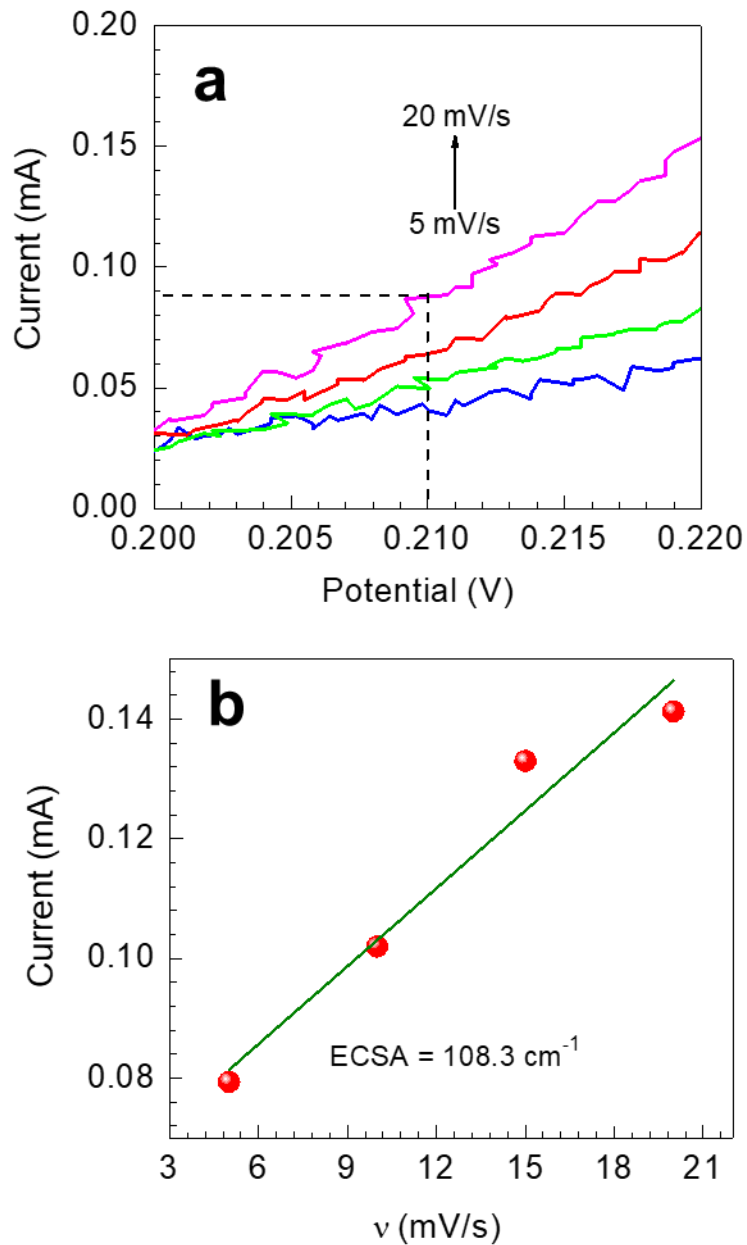 a
0.20
0.15
0.10
0.05
0.00
Current (mA)
20 mV/s
5 mV/s
0.200 0.205 0.210 0.215 0.220
Potential (V)
b
0.14
0.12
0.10
0.08
Current (mA)
ECSA = 108.3 cm⁻¹
3 6 9 12 15 18 21
ν (mV/s)